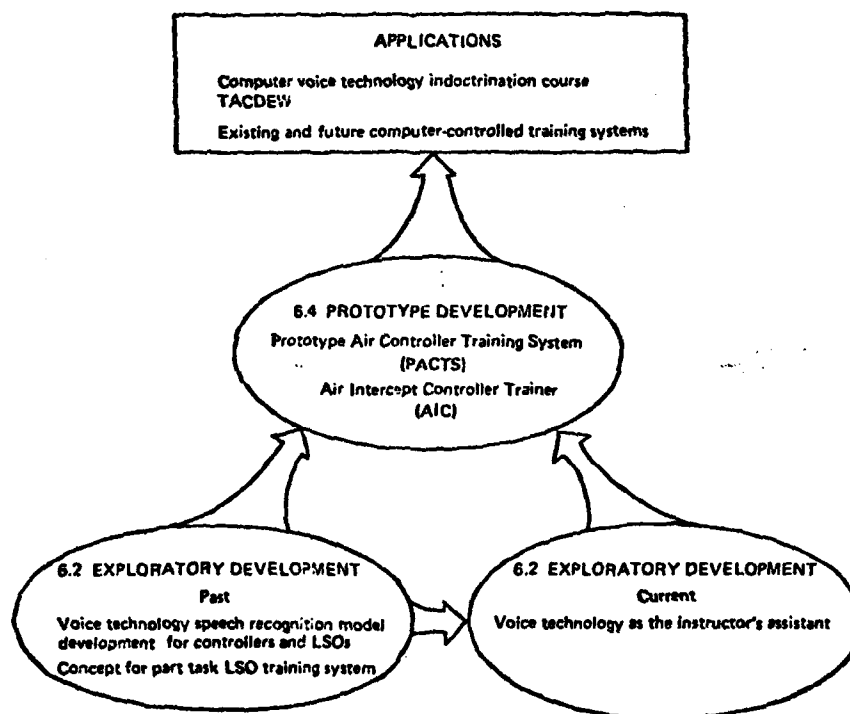 APPLICATIONS
Computer voice technology indoctrination course
TACDEW
Existing and future computer-controlled training systems
6.4 PROTOTYPE DEVELOPMENT
Prototype Air Controller Training System
(PACTS)
Air Intercept Controller Trainer
(AIC)
6.2 EXPLORATORY DEVELOPMENT
Past
Voice technology speech recognition model
development for controllers and LSOs
Concept for part task LSO training system
6.2 EXPLORATORY DEVELOPMENT
Current
Voice technology as the instructor's assistant